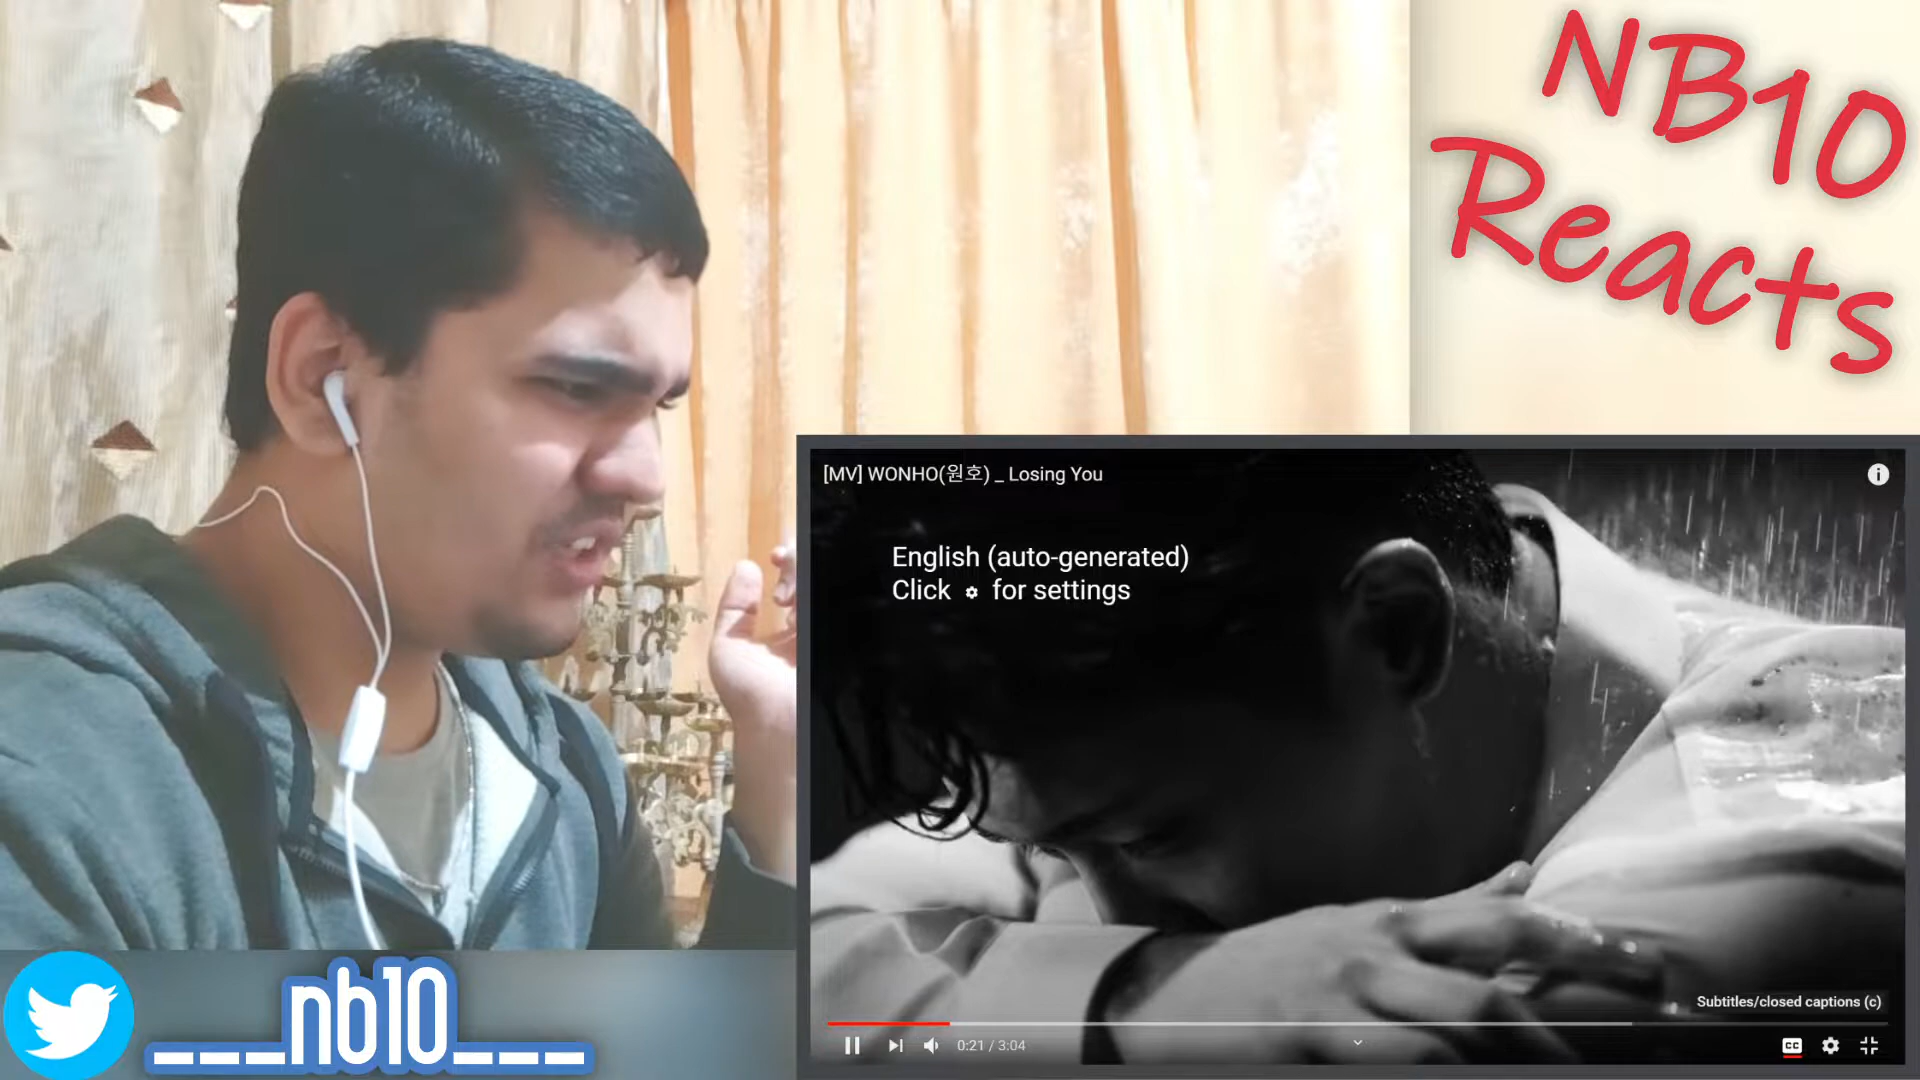 NB10
Reacts
[MV] WONHO(원호) _ Losing You
English (auto-generated)
Click for settings
Subtitles/closed captions (c)
0:21 / 3:04
CC
___nb10___